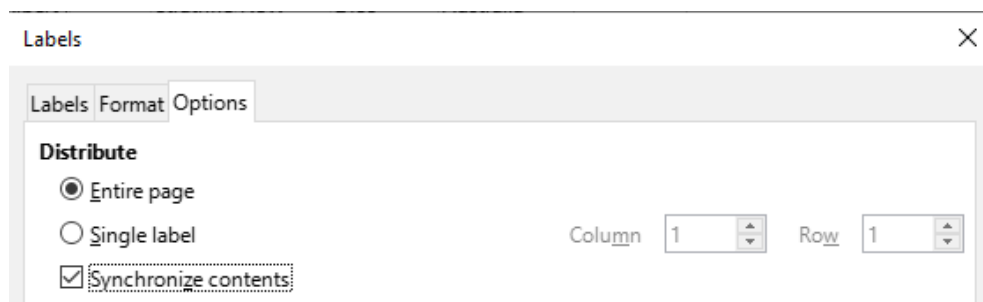 Labels
Labels Format Options
Distribute
Entire page
Single label Column 1 Row 1
Synchronize contents